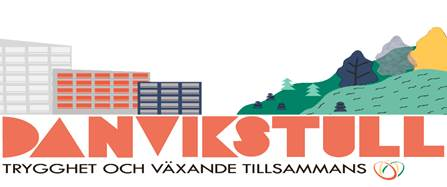 DANVIKSTULL
TRYGGHET OCH VÄXANDE TILLSAMMANS